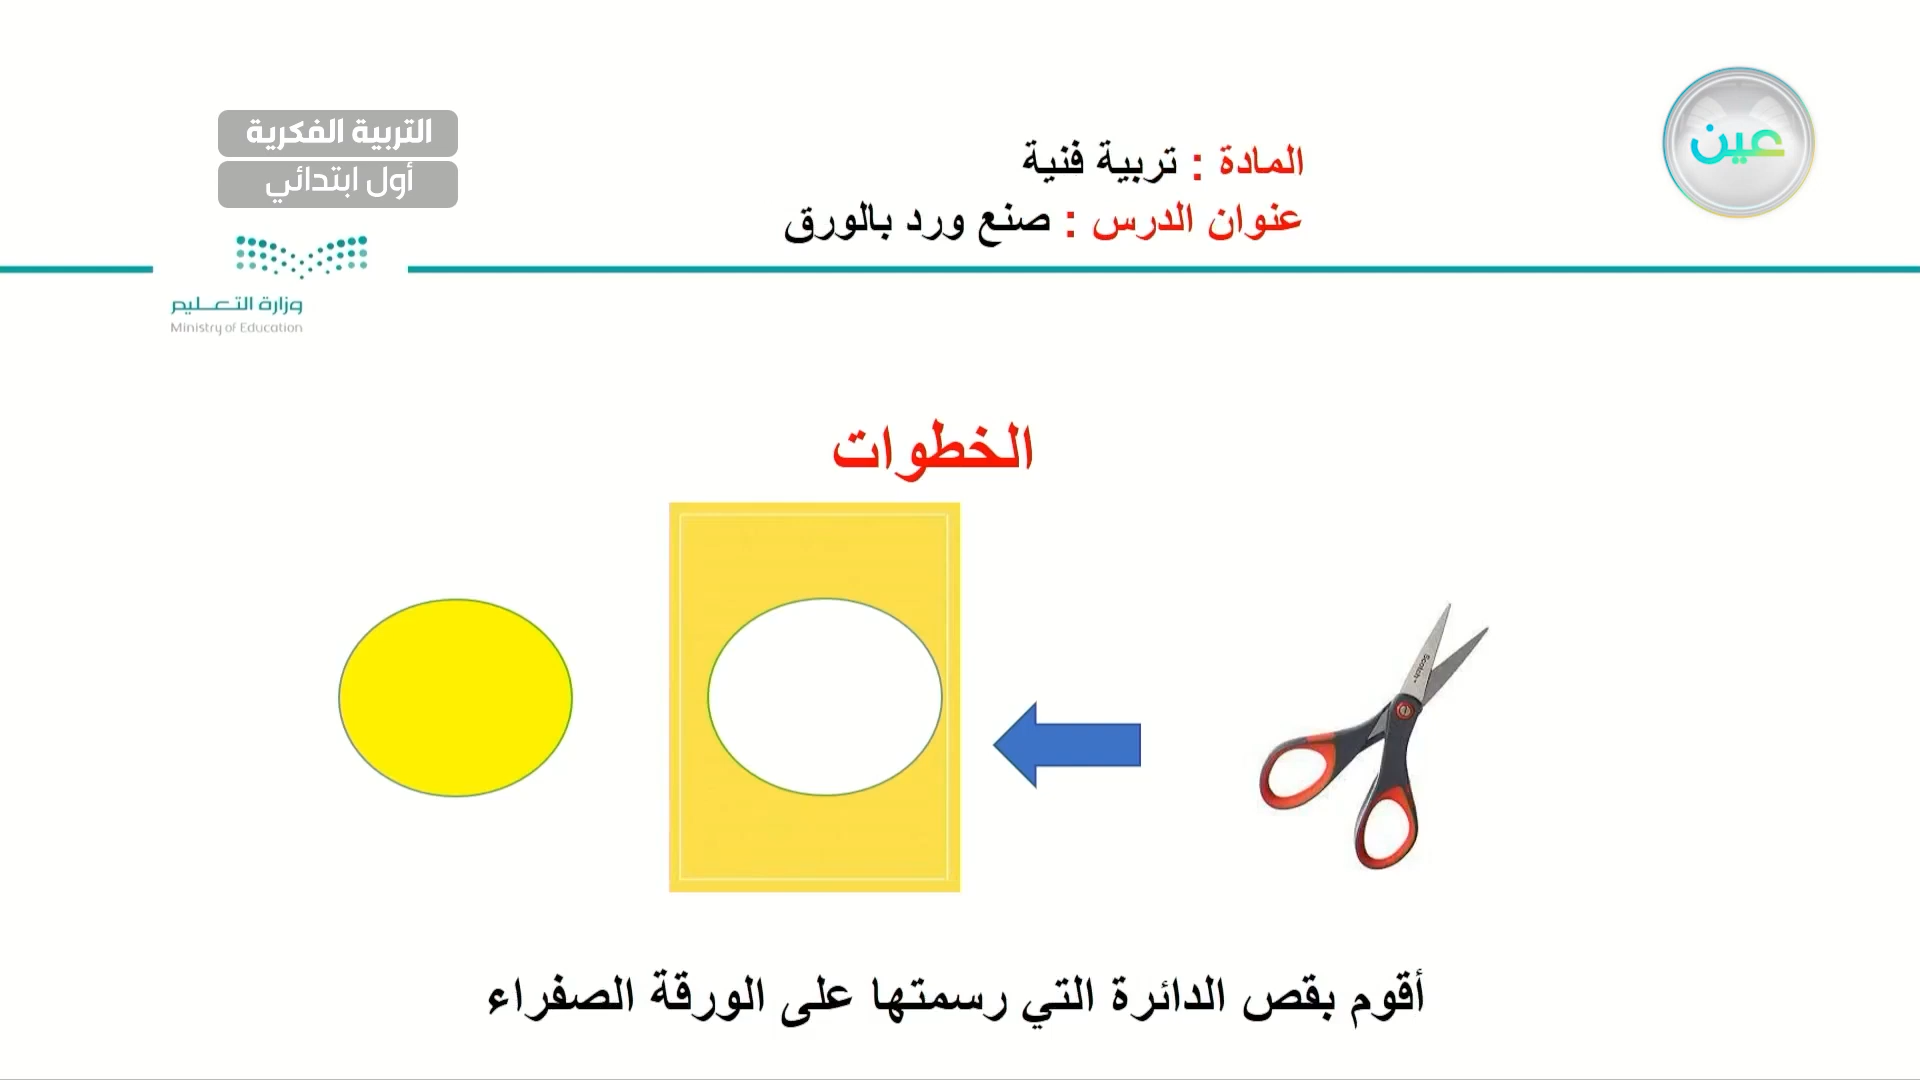 عين
المادة : تربية فنية
عنوان الدرس : صنع ورد بالورق
التربية الفكرية
أول ابتدائي
وزارة التعليم
Ministry of Education
الخطوات
Scotch
أقوم بقص الدائرة التي رسمتها على الورقة الصفراء